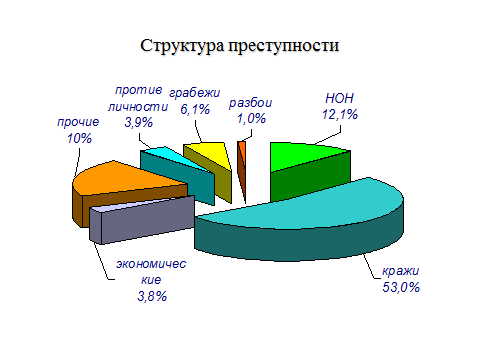 Структура преступности
против
личности
3,9%
грабежи
6,1%
разбои
1,0%
НОН
12,1%
прочие
10%
экономичес
кие
3,8%
кражи
53,0%